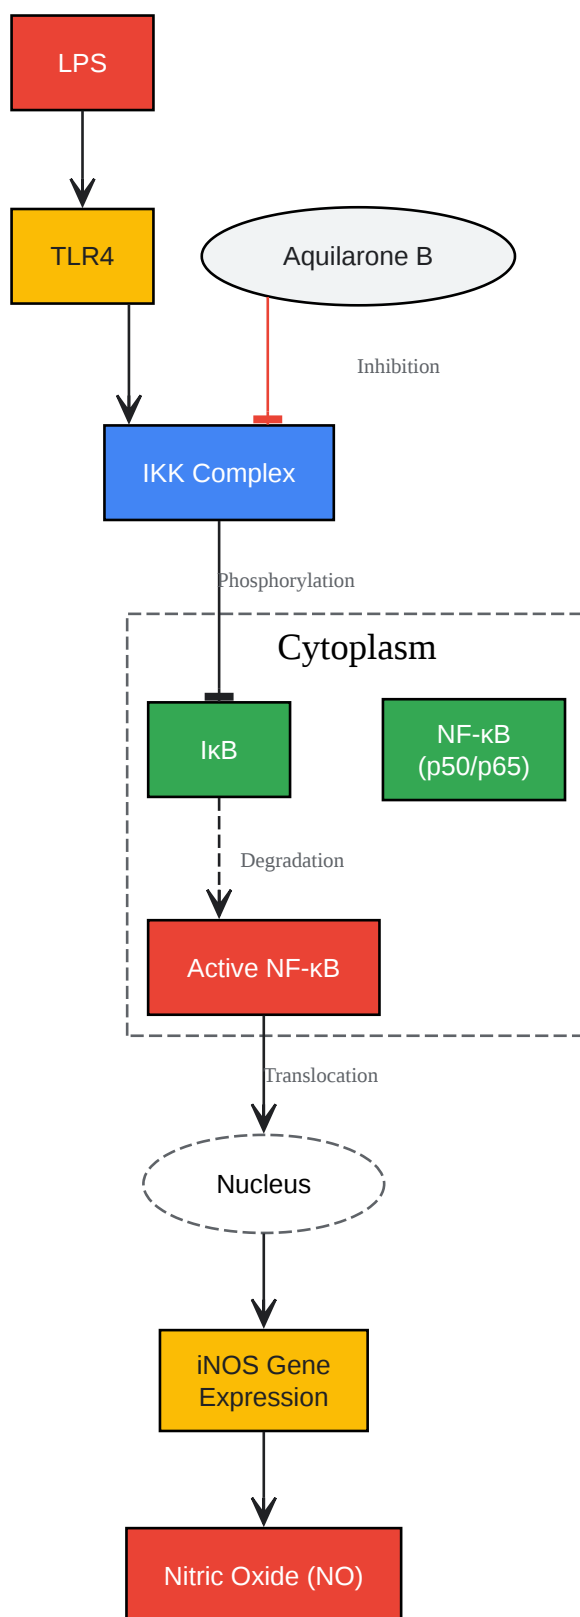 LPS
TLR4
Aquilarone B
Inhibition
IKK Complex
Phosphorylation
Cytoplasm
IκB
NF-κB
(p50/p65)
Degradation
Active NF-κB
Translocation
Nucleus
iNOS Gene
Expression
Nitric Oxide (NO)